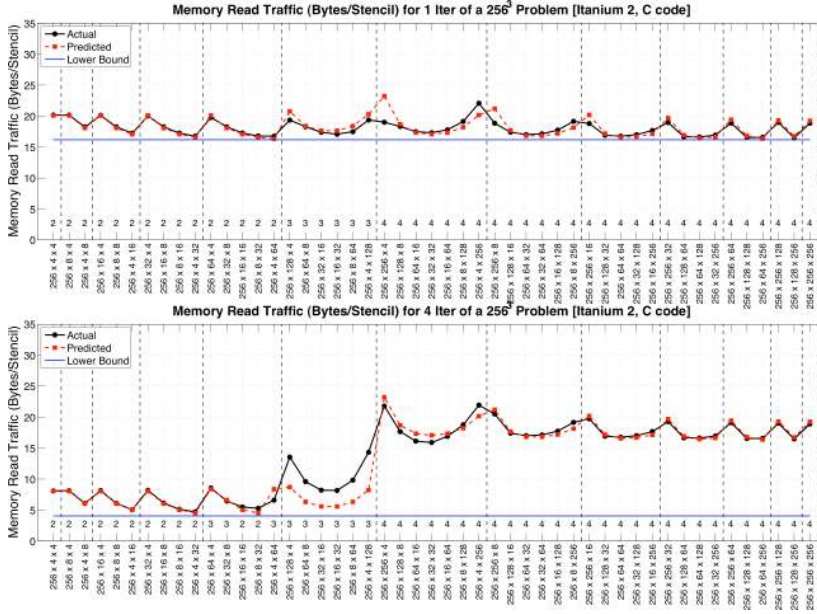 Memory Read Traffic (Bytes/Stencil) for 1 Iter of a 256³ Problem [Itanium 2, C code]
Memory Read Traffic (Bytes/Stencil)
35
30
25
20
15
10
5
0
Actual
Predicted
Lower Bound
2 2 2 2 2 2 2 2 2 2 2 2 2 2 2 3 3 3 3 3 3 4 4 4 4 4 4 4 4 4 4 4 4 4 4 4 4 4 4 4 4 4 4 4 4 4 4 4 4
256 x 4 x 4
256 x 8 x 4
256 x 4 x 8
256 x 16 x 4
256 x 8 x 8
256 x 4 x 16
256 x 32 x 4
256 x 16 x 8
256 x 8 x 16
256 x 4 x 32
256 x 64 x 4
256 x 32 x 8
256 x 16 x 16
256 x 8 x 32
256 x 4 x 64
256 x 128 x 4
256 x 64 x 8
256 x 32 x 16
256 x 16 x 32
256 x 8 x 64
256 x 4 x 128
256 x 256 x 4
256 x 128 x 8
256 x 64 x 16
256 x 32 x 32
256 x 16 x 64
256 x 8 x 128
256 x 4 x 256
256 x 256 x 8
256 x 128 x 16
256 x 64 x 32
256 x 32 x 64
256 x 16 x 128
256 x 8 x 256
256 x 256 x 16
256 x 128 x 32
256 x 64 x 64
256 x 32 x 128
256 x 16 x 256
256 x 256 x 32
256 x 128 x 64
256 x 64 x 128
256 x 32 x 256
256 x 256 x 64
256 x 128 x 128
256 x 64 x 256
256 x 256 x 128
256 x 128 x 256
256 x 256 x 256
Memory Read Traffic (Bytes/Stencil) for 4 Iter of a 256³ Problem [Itanium 2, C code]
Memory Read Traffic (Bytes/Stencil)
35
30
25
20
15
10
5
0
Actual
Predicted
Lower Bound
2 2 2 2 2 2 2 2 2 2 3 3 2 2 3 3 3 3 3 3 3 4 4 4 4 4 4 4 4 4 4 4 4 4 4 4 4 4 4 4 4 4 4 4 4 4 4 4 4
256 x 4 x 4
256 x 8 x 4
256 x 4 x 8
256 x 16 x 4
256 x 8 x 8
256 x 4 x 16
256 x 32 x 4
256 x 16 x 8
256 x 8 x 16
256 x 4 x 32
256 x 64 x 4
256 x 32 x 8
256 x 16 x 16
256 x 8 x 32
256 x 4 x 64
256 x 128 x 4
256 x 64 x 8
256 x 32 x 16
256 x 16 x 32
256 x 8 x 64
256 x 4 x 128
256 x 256 x 4
256 x 128 x 8
256 x 64 x 16
256 x 32 x 32
256 x 16 x 64
256 x 8 x 128
256 x 4 x 256
256 x 256 x 8
256 x 128 x 16
256 x 64 x 32
256 x 32 x 64
256 x 16 x 128
256 x 8 x 256
256 x 256 x 16
256 x 128 x 32
256 x 64 x 64
256 x 32 x 128
256 x 16 x 256
256 x 256 x 32
256 x 128 x 64
256 x 64 x 128
256 x 32 x 256
256 x 256 x 64
256 x 128 x 128
256 x 64 x 256
256 x 256 x 128
256 x 128 x 256
256 x 256 x 256